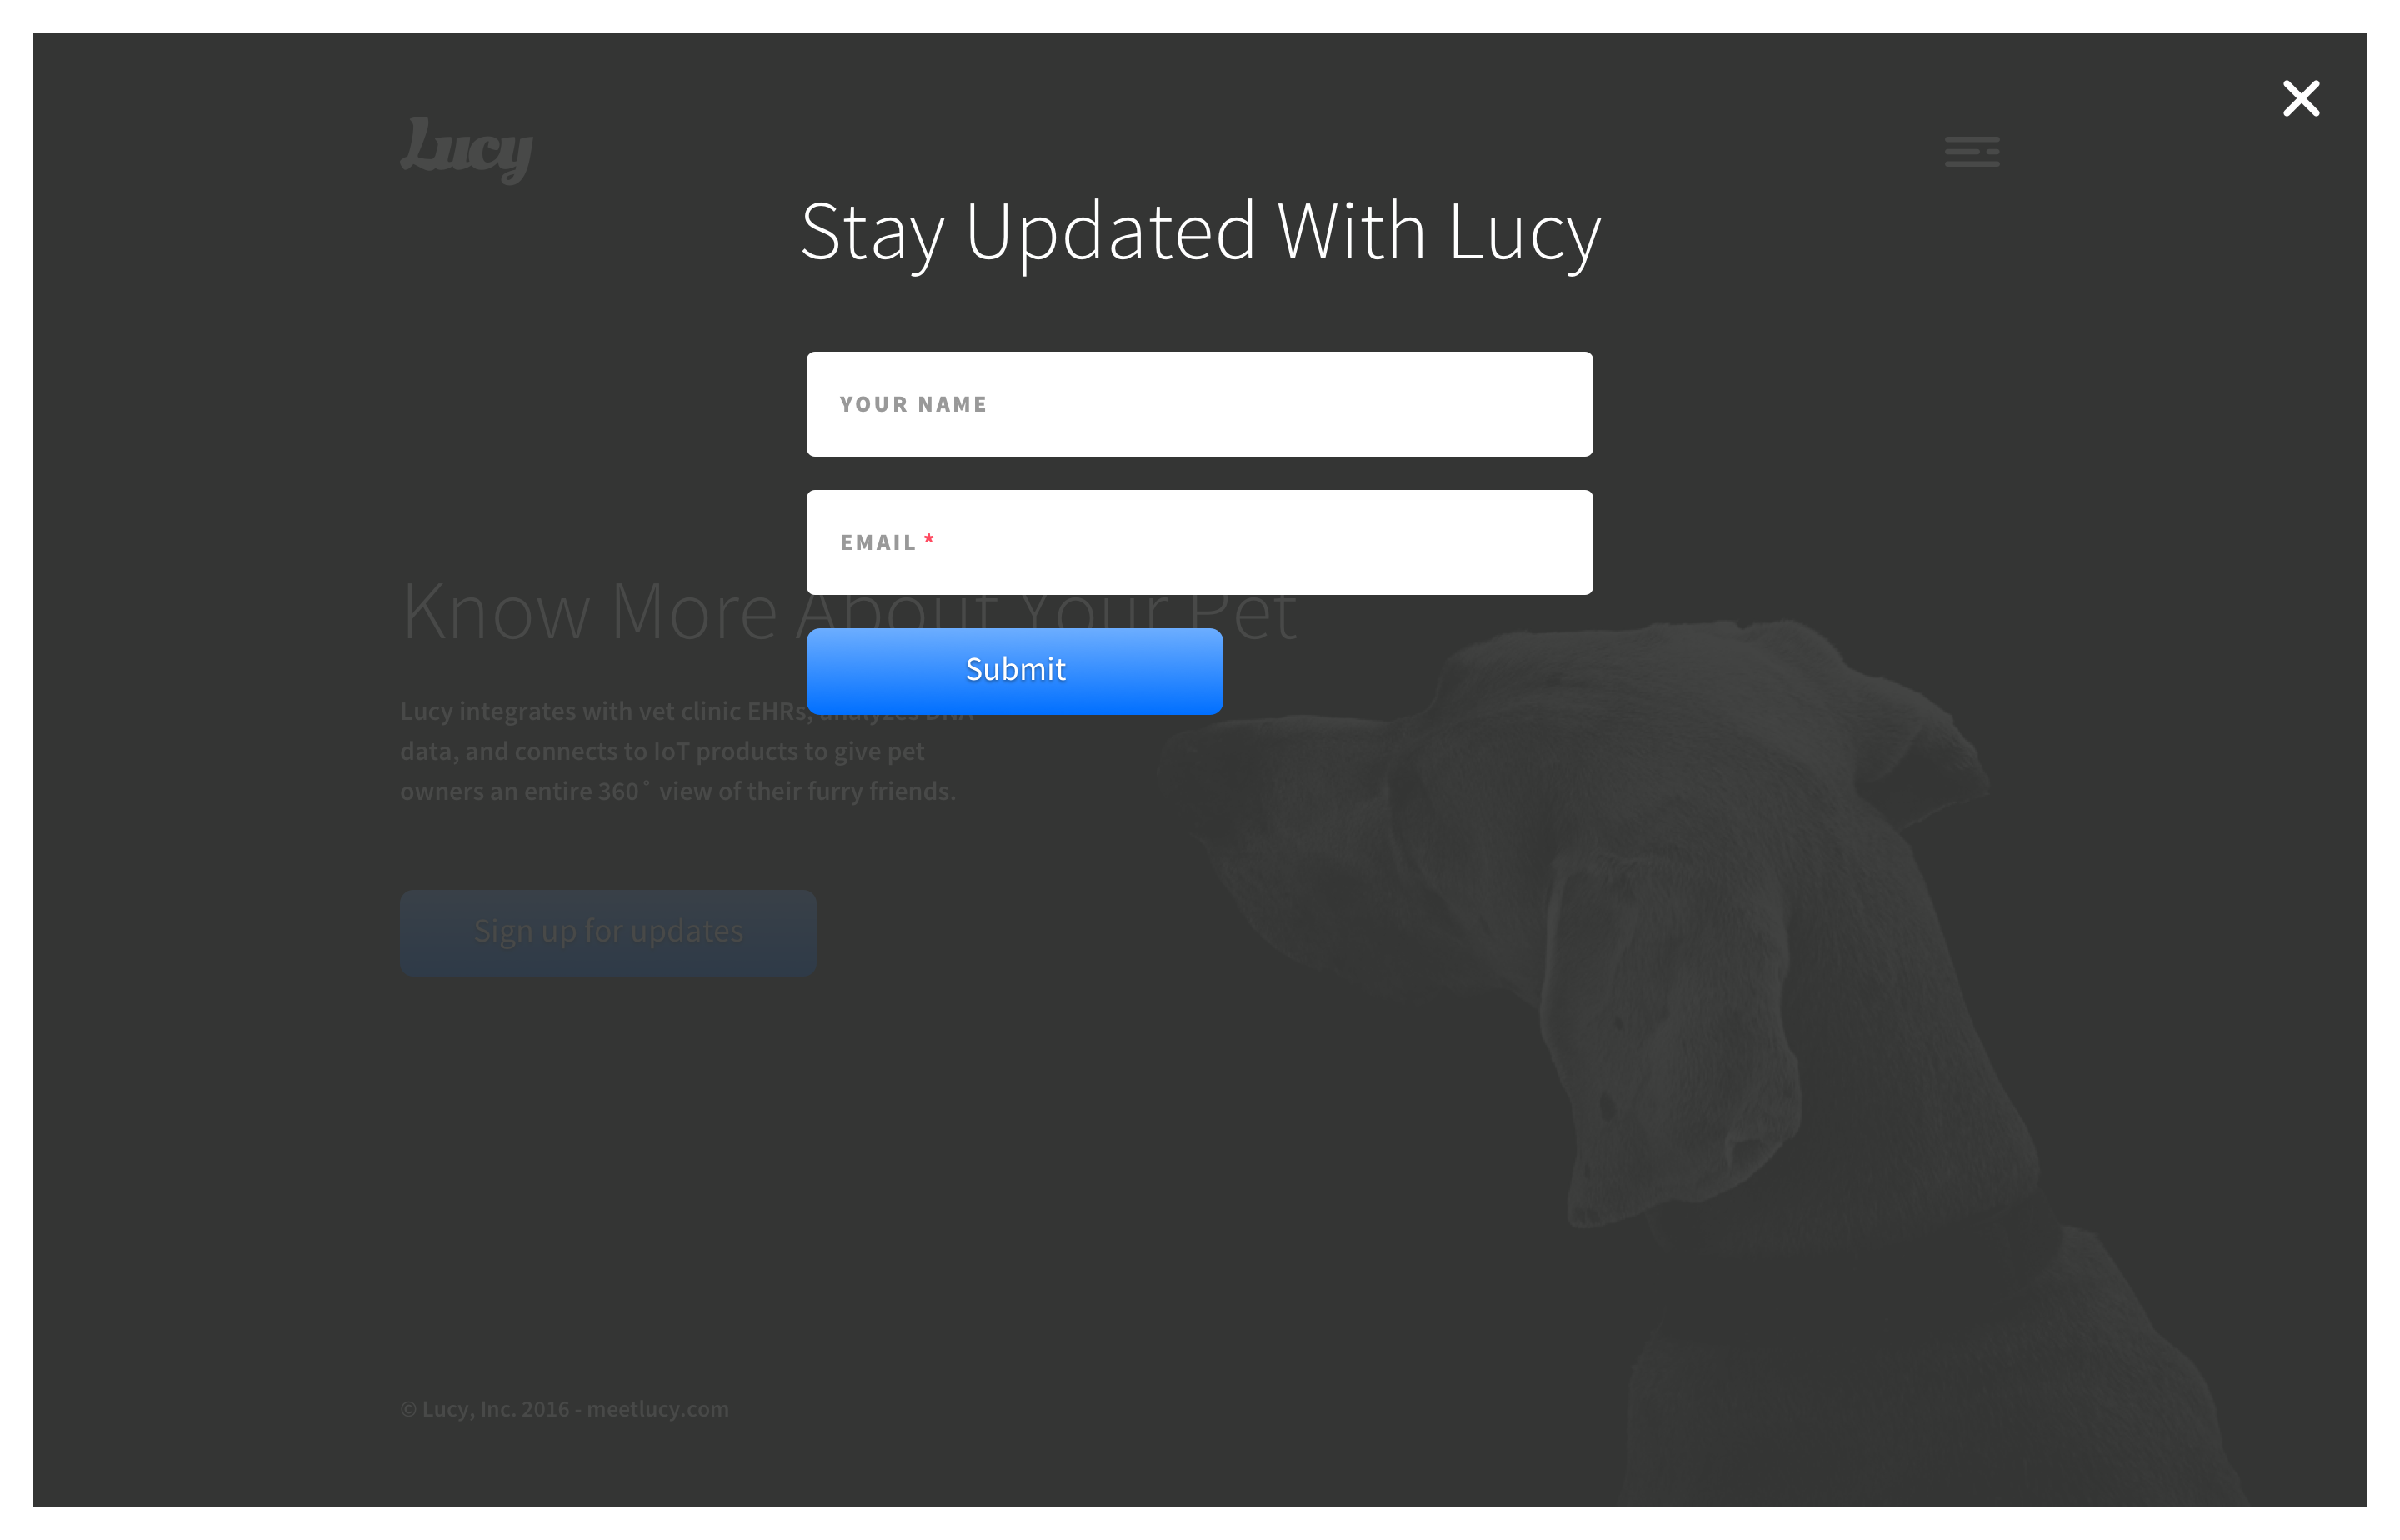 Lucy
Stay Updated With Lucy
YOUR NAME
EMAIL *
Know More About Your Pet
Submit
Lucy integrates with vet clinic EHRs, analyzes DNA
data, and connects to IoT products to give pet
owners an entire 360˚ view of their furry friends.
Sign up for updates
© Lucy, Inc. 2016 - meetlucy.com